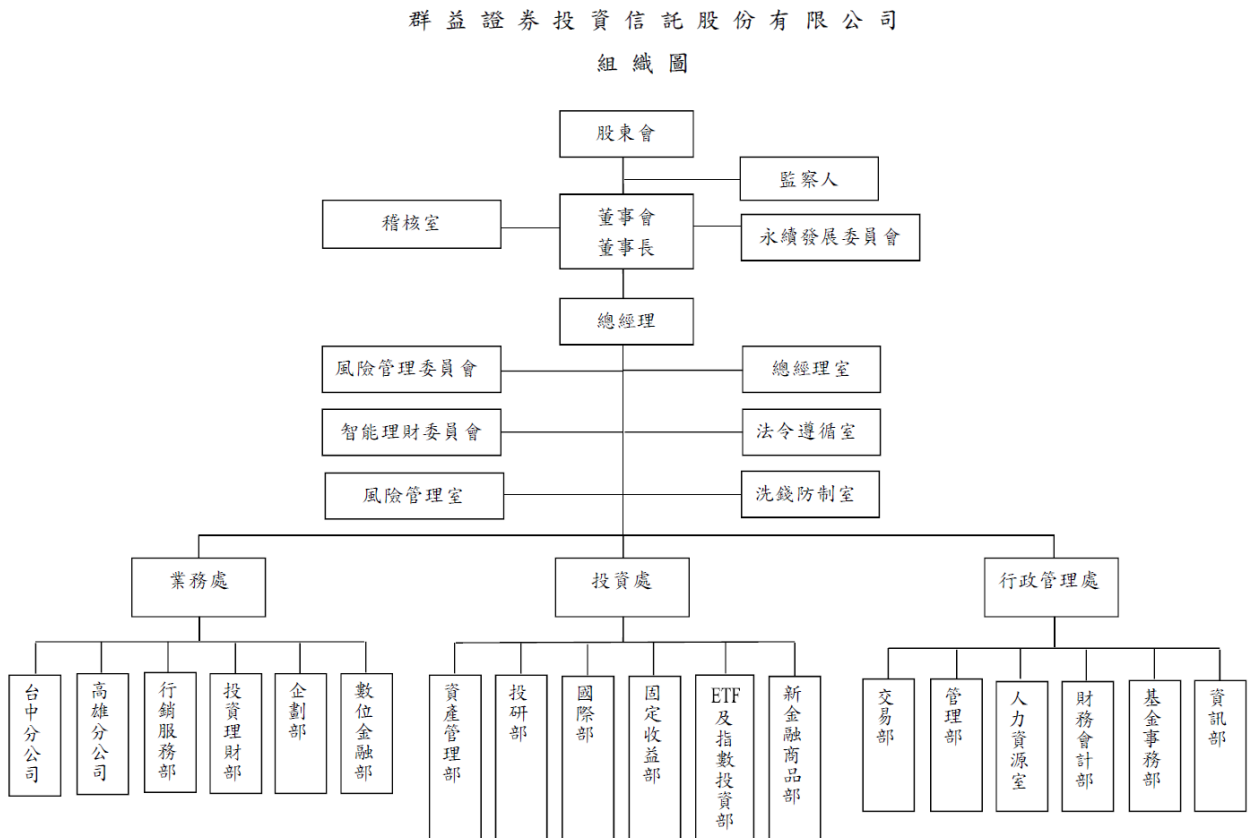 群益證券投資信託股份有限公司
組織圖
股東會
監察人
稽核室
董事會
董事長
永續發展委員會
總經理
風險管理委員會
總經理室
智能理財委員會
法令遵循室
風險管理室
洗錢防制室
業務處
投資處
行政管理處
台中分公司
高雄分公司
行銷服務部
投資理財部
企劃部
數位金融部
資產管理部
投研部
國際部
固定收益部
ETF及指數投資部
新金融商品部
交易部
管理部
人力資源室
財務會計部
基金事務部
資訊部